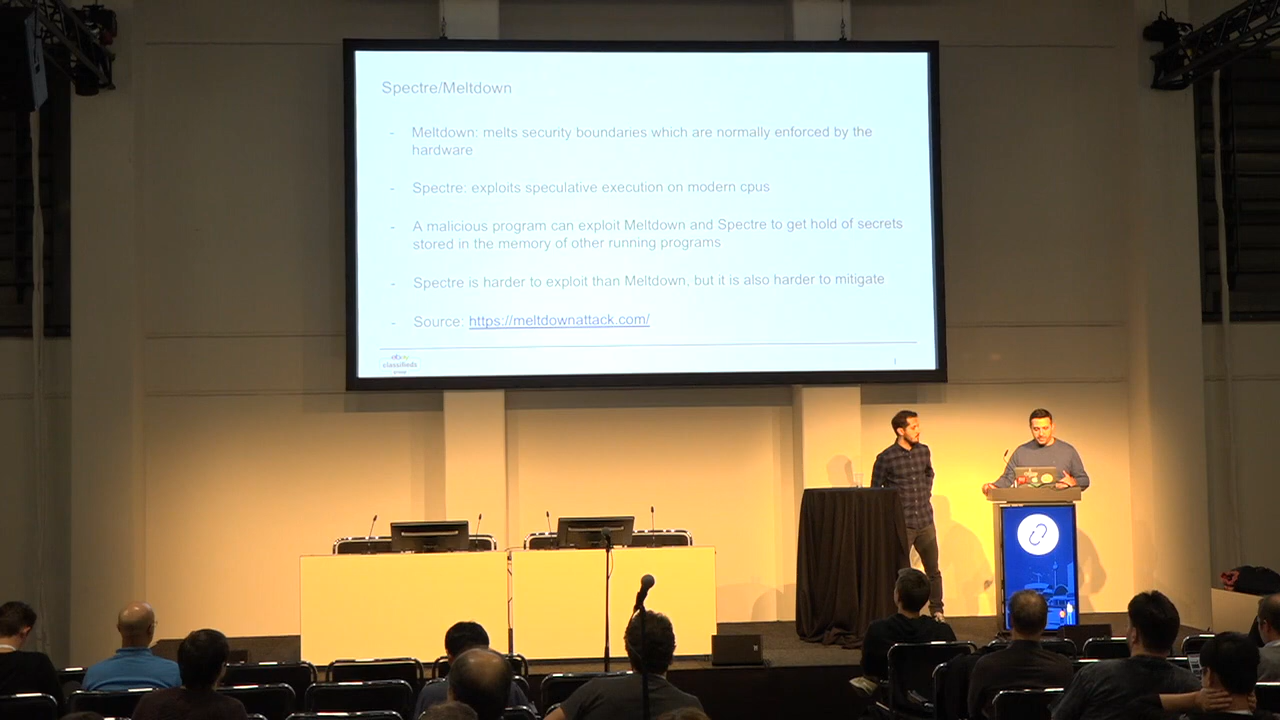 Spectre/Meltdown
- Meltdown: melts security boundaries which are normally enforced by the
hardware
- Spectre: exploits speculative execution on modern cpus
- A malicious program can exploit Meltdown and Spectre to get hold of secrets
stored in the memory of other running programs
- Spectre is harder to exploit than Meltdown, but it is also harder to mitigate
- Source: https://meltdownattack.com/
ebay
classifieds
group